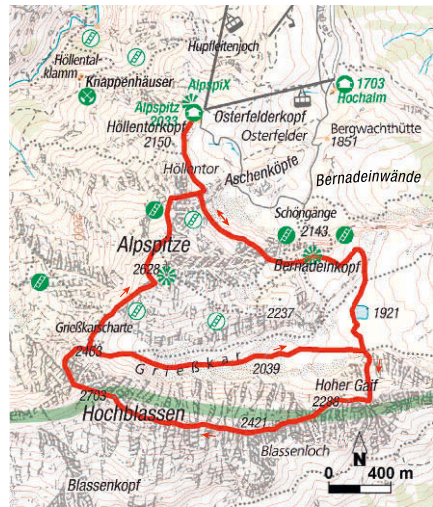 Hupfleitenjoch
Höllental-
klamm
Knappenhäuser
AlpspiX
Alpspitz
2033
1703
Hochalm
Höllentorkopf
2150
Osterfelderkopf
Osterfelder
Bergwachthütte
1851
Höllentor
Aschenköpfe
Bernadeinwände
Schöngänge
2143
Alpspitze
2628
Bernadeinkopf
2237
1921
Grießkarscharte
2463
Grießkar
2039
Hoher Gaif
2288
2703
Hochblassen
2421
Blassenloch
Blassenkopf
N
0 400 m